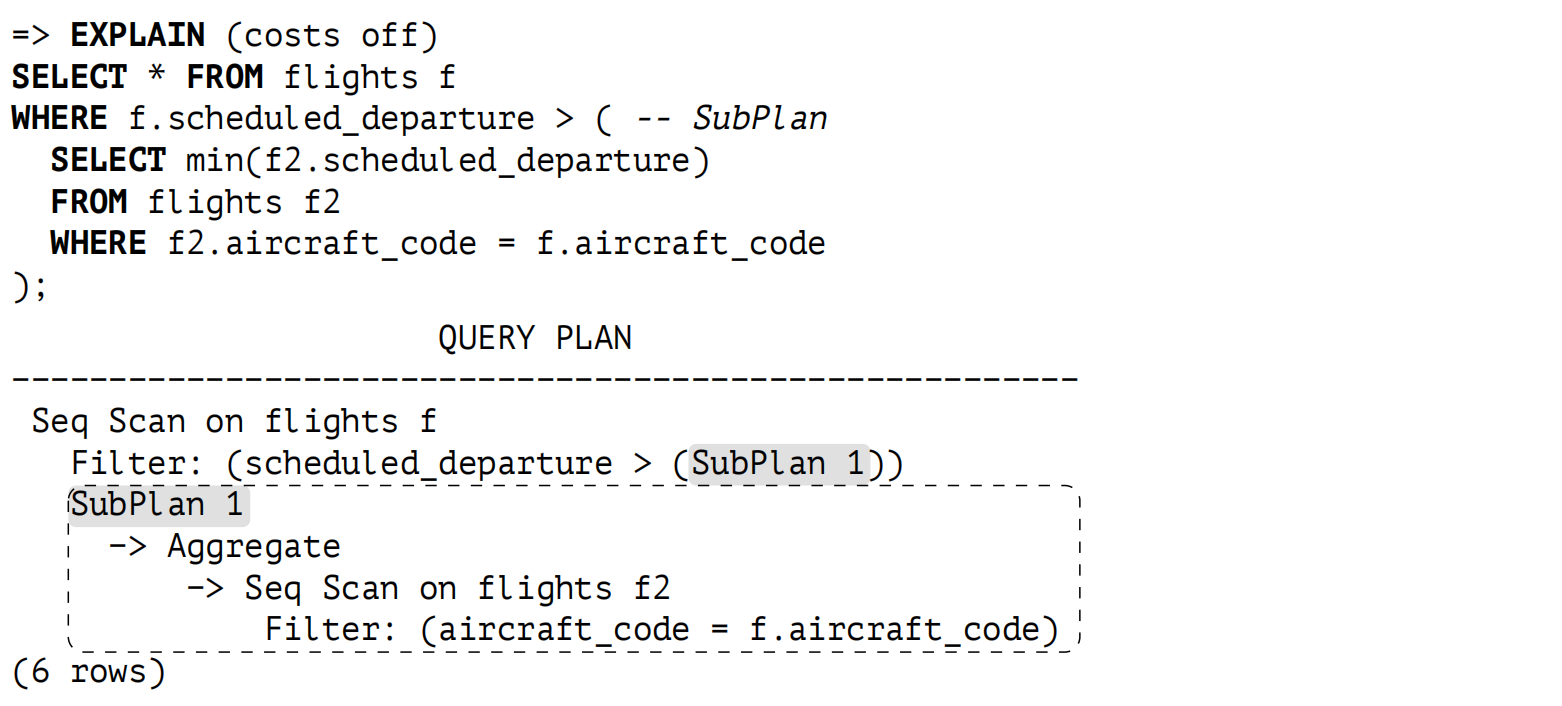 => EXPLAIN (costs off)
SELECT * FROM flights f
WHERE f.scheduled_departure > ( -- SubPlan
  SELECT min(f2.scheduled_departure)
  FROM flights f2
  WHERE f2.aircraft_code = f.aircraft_code
);
                      QUERY PLAN
−−−−−−−−−−−−−−−−−−−−−−−−−−−−−−−−−−−−−−−−−−−−−−−−−−−−−−−
 Seq Scan on flights f
   Filter: (scheduled_departure > (SubPlan 1))
   SubPlan 1
     −> Aggregate
         −> Seq Scan on flights f2
             Filter: (aircraft_code = f.aircraft_code)
(6 rows)